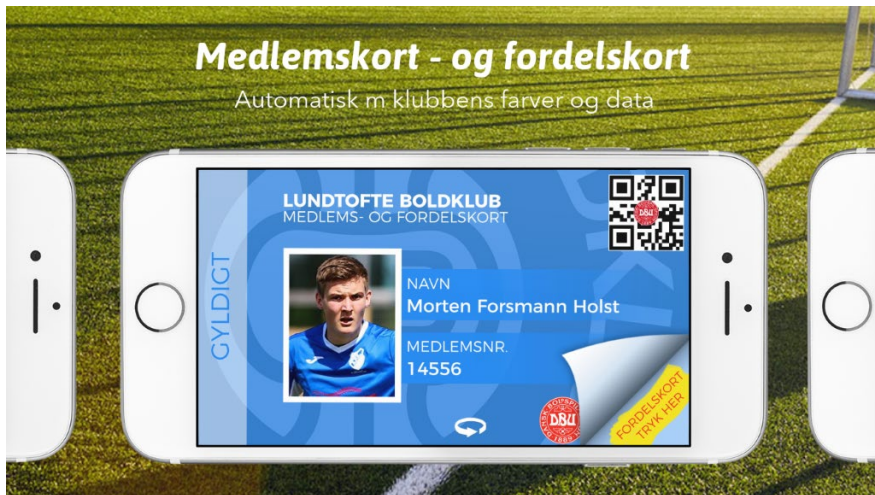 Medlemskort - og fordelskort
Automatisk m klubbens farver og data
GYLDIGT
LUNDTOFTE BOLDKLUB
MEDLEMS- OG FORDELSKORT
DBU
NAVN
Morten Forsmann Holst
MEDLEMSNR.
14556
DBU
FORDELSKORT
TRYK HER